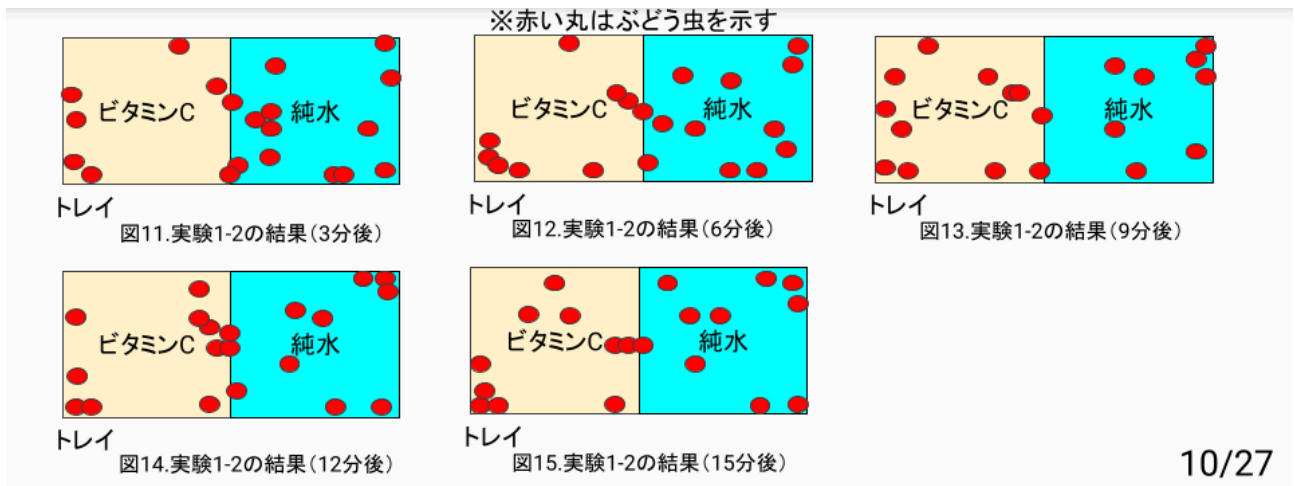 ※赤い丸はぶどう虫を示す
ビタミンC 純水
トレイ
図11.実験1-2の結果(3分後)
ビタミンC 純水
トレイ
図12.実験1-2の結果(6分後)
ビタミンC 純水
トレイ
図13.実験1-2の結果(9分後)
ビタミンC 純水
トレイ
図14.実験1-2の結果(12分後)
ビタミンC 純水
トレイ
図15.実験1-2の結果(15分後)
10/27